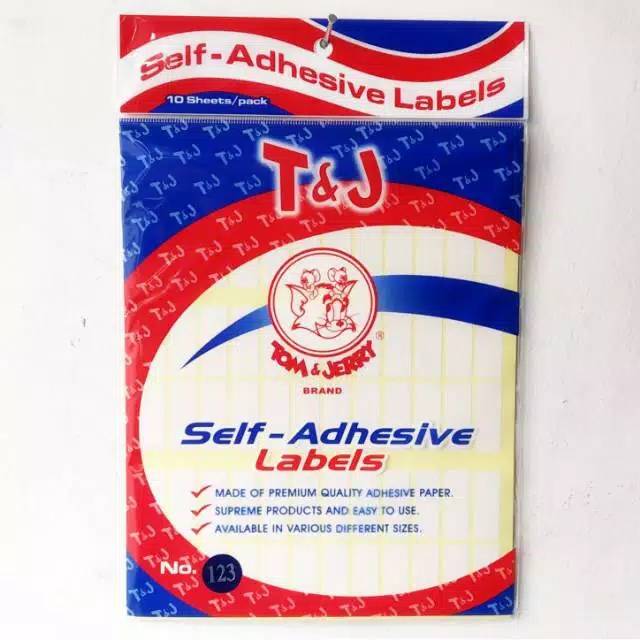 Self-Adhesive Labels
10 Sheets/pack
T&J
TOM & JERRY
®
BRAND
Self-Adhesive
Labels
✓ MADE OF PREMIUM QUALITY ADHESIVE PAPER.
✓ SUPREME PRODUCTS AND EASY TO USE.
✓ AVAILABLE IN VARIOUS DIFFERENT SIZES.
No. 123
T&J